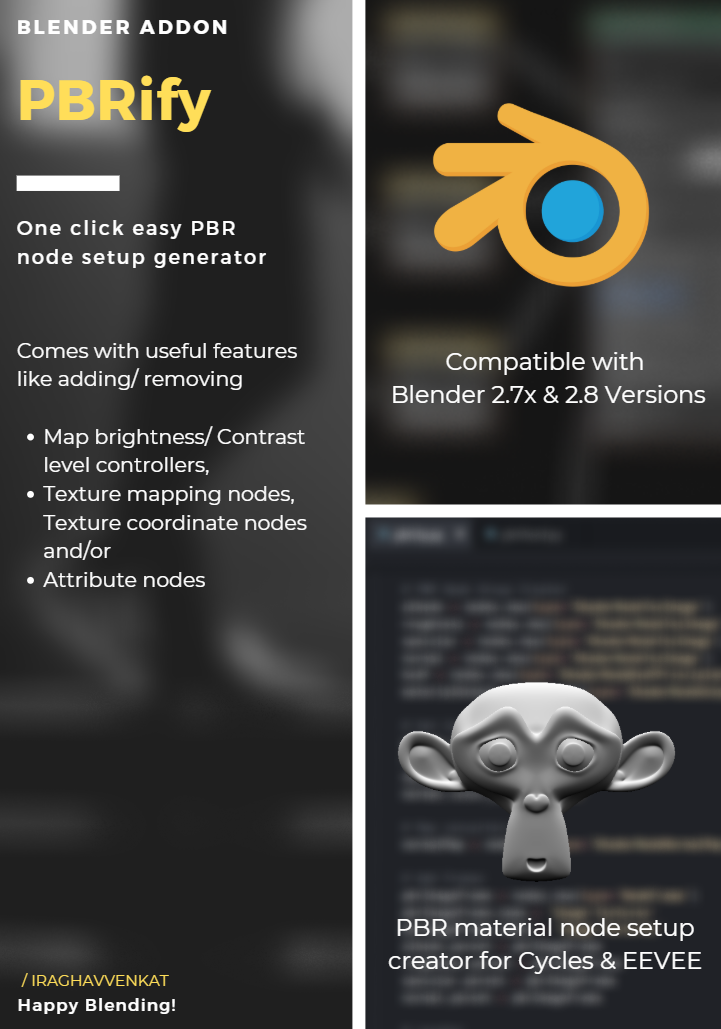 BLENDER ADDON
PBRify
One click easy PBR
node setup generator
Comes with useful features
like adding/ removing
• Map brightness/ Contrast
level controllers,
• Texture mapping nodes,
Texture coordinate nodes
and/or
• Attribute nodes
/ IRAGHAVVENKAT
Happy Blending!
Compatible with
Blender 2.7x & 2.8 Versions
PBR material node setup
creator for Cycles & EEVEE